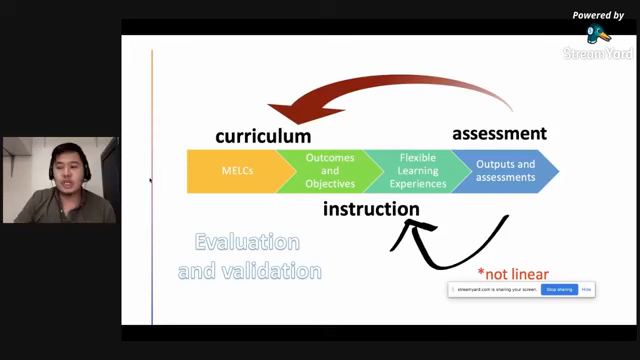 Powered by
StreamYard
curriculum
assessment
MELCs
Outcomes
and
Objectives
Flexible
Learning
Experiences
Outputs and
assessments
instruction
Evaluation
and validation
*not linear
streamyard.com is sharing your screen.
Stop sharing
Hide